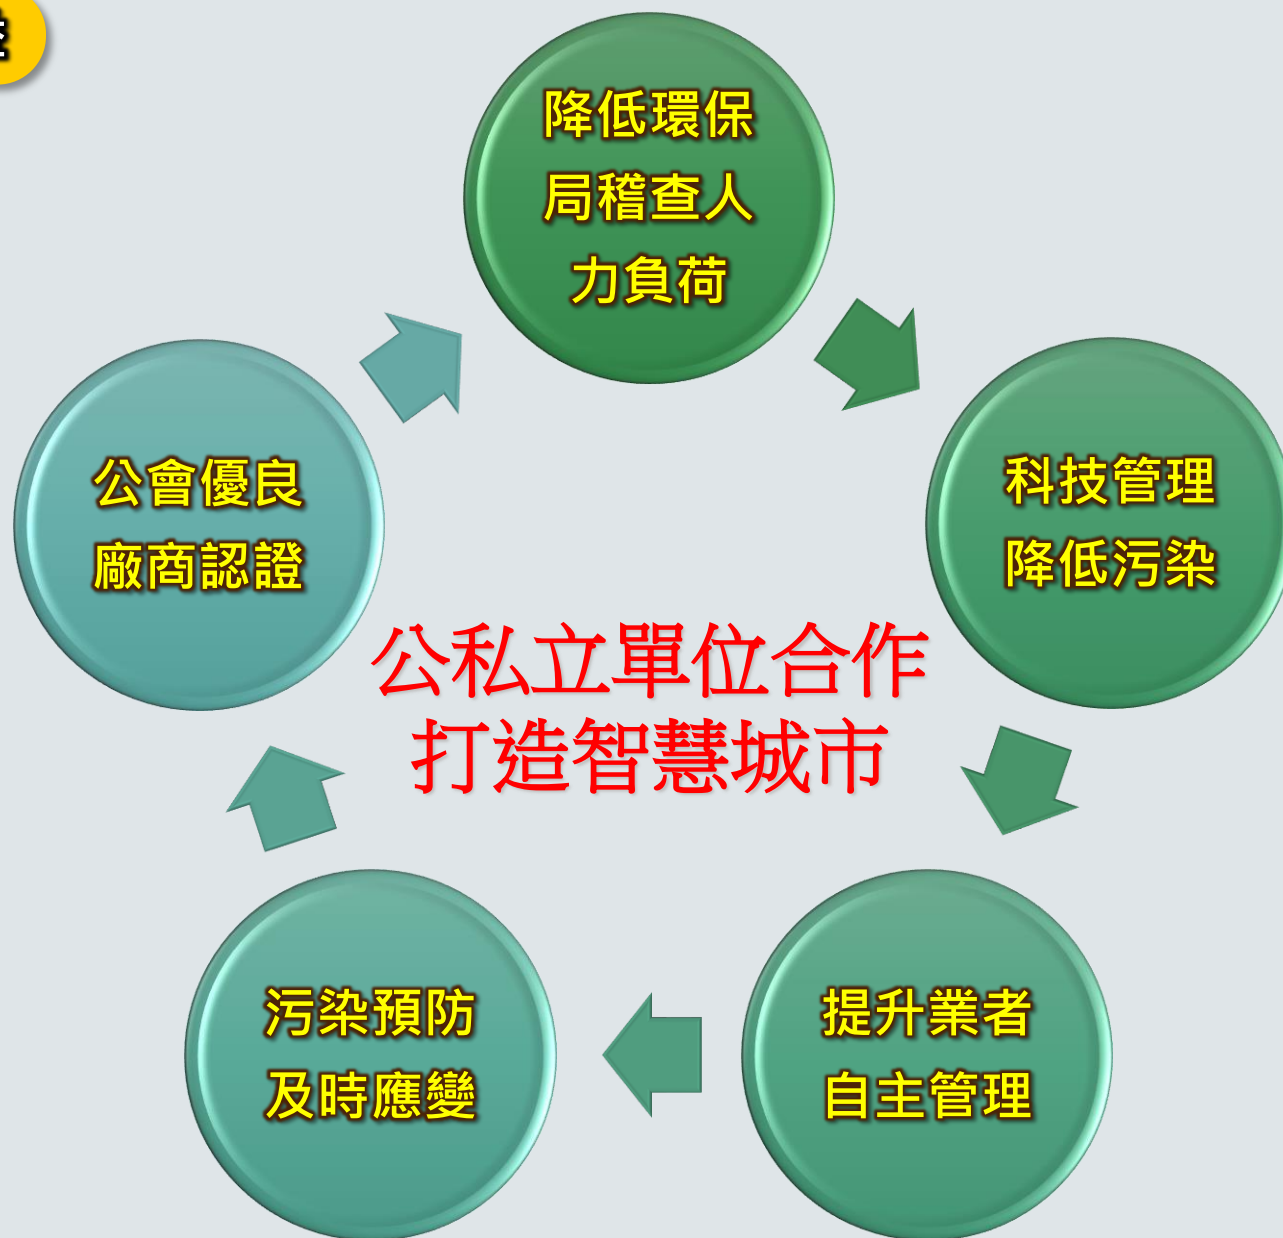 降低環保
局稽查人
力負荷
科技管理
降低污染
公會優良
廠商認證
公私立單位合作
打造智慧城市
污染預防
及時應變
提升業者
自主管理